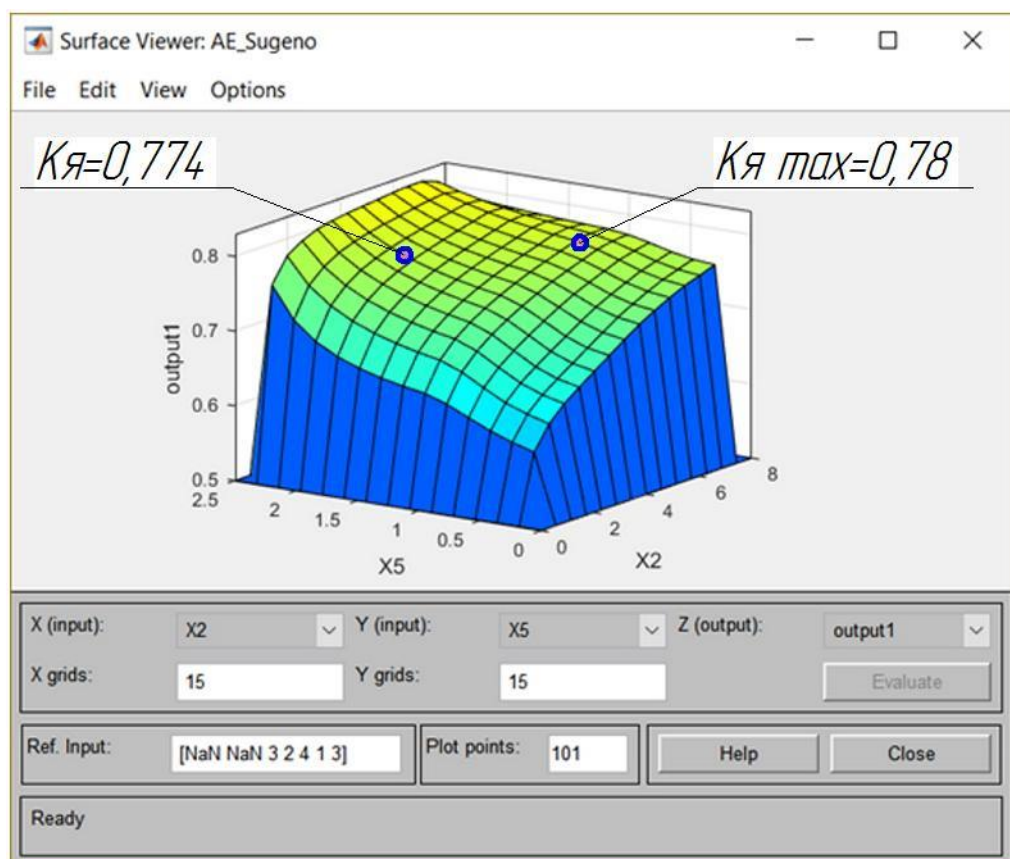 Surface Viewer: AE_Sugeno
File Edit View Options
Кя=0,774
Кя max=0,78
0.8
0.7
0.6
0.5
output1
2.5
2
1.5
1
0.5
0
X5
0
2
4
6
8
X2
X (input): X2 Y (input): X5 Z (output): output1
X grids: 15 Y grids: 15 Evaluate
Ref. Input: [NaN NaN 3 2 4 1 3] Plot points: 101 Help Close
Ready